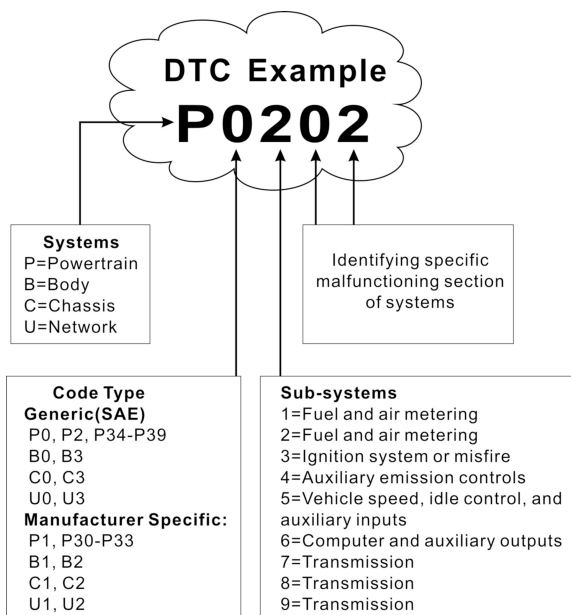 DTC Example
P0202
Systems
P=Powertrain
B=Body
C=Chassis
U=Network
Identifying specific
malfunctioning section
of systems
Code Type
Generic(SAE)
P0, P2, P34-P39
B0, B3
C0, C3
U0, U3
Manufacturer Specific:
P1, P30-P33
B1, B2
C1, C2
U1, U2
Sub-systems
1=Fuel and air metering
2=Fuel and air metering
3=Ignition system or misfire
4=Auxiliary emission controls
5=Vehicle speed, idle control, and
auxiliary inputs
6=Computer and auxiliary outputs
7=Transmission
8=Transmission
9=Transmission